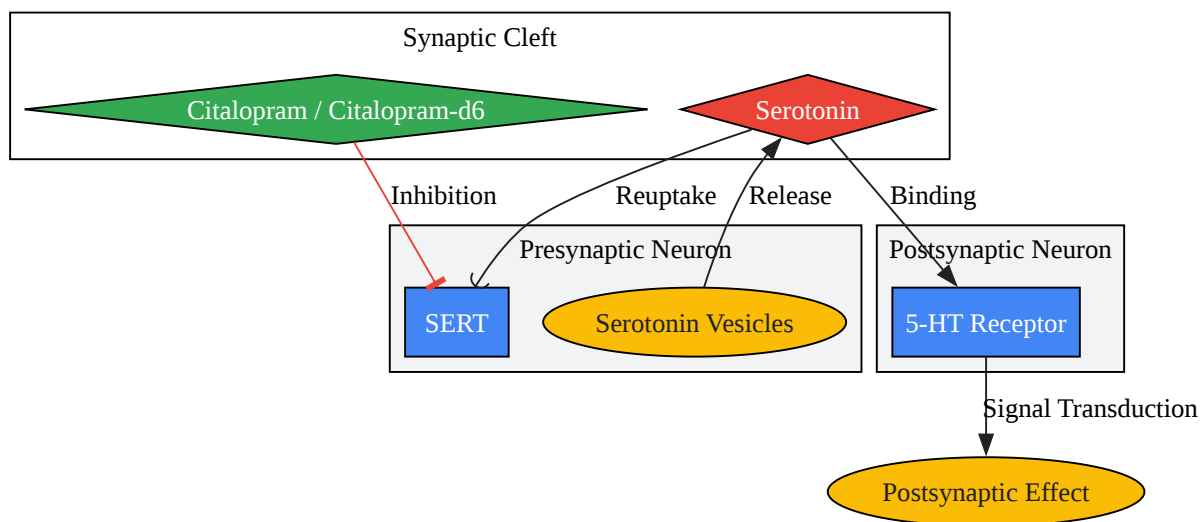 Synaptic Cleft
Citalopram / Citalopram-d6
Serotonin
Inhibition
Reuptake
Release
Binding
Presynaptic Neuron
Postsynaptic Neuron
SERT
Serotonin Vesicles
5-HT Receptor
Signal Transduction
Postsynaptic Effect